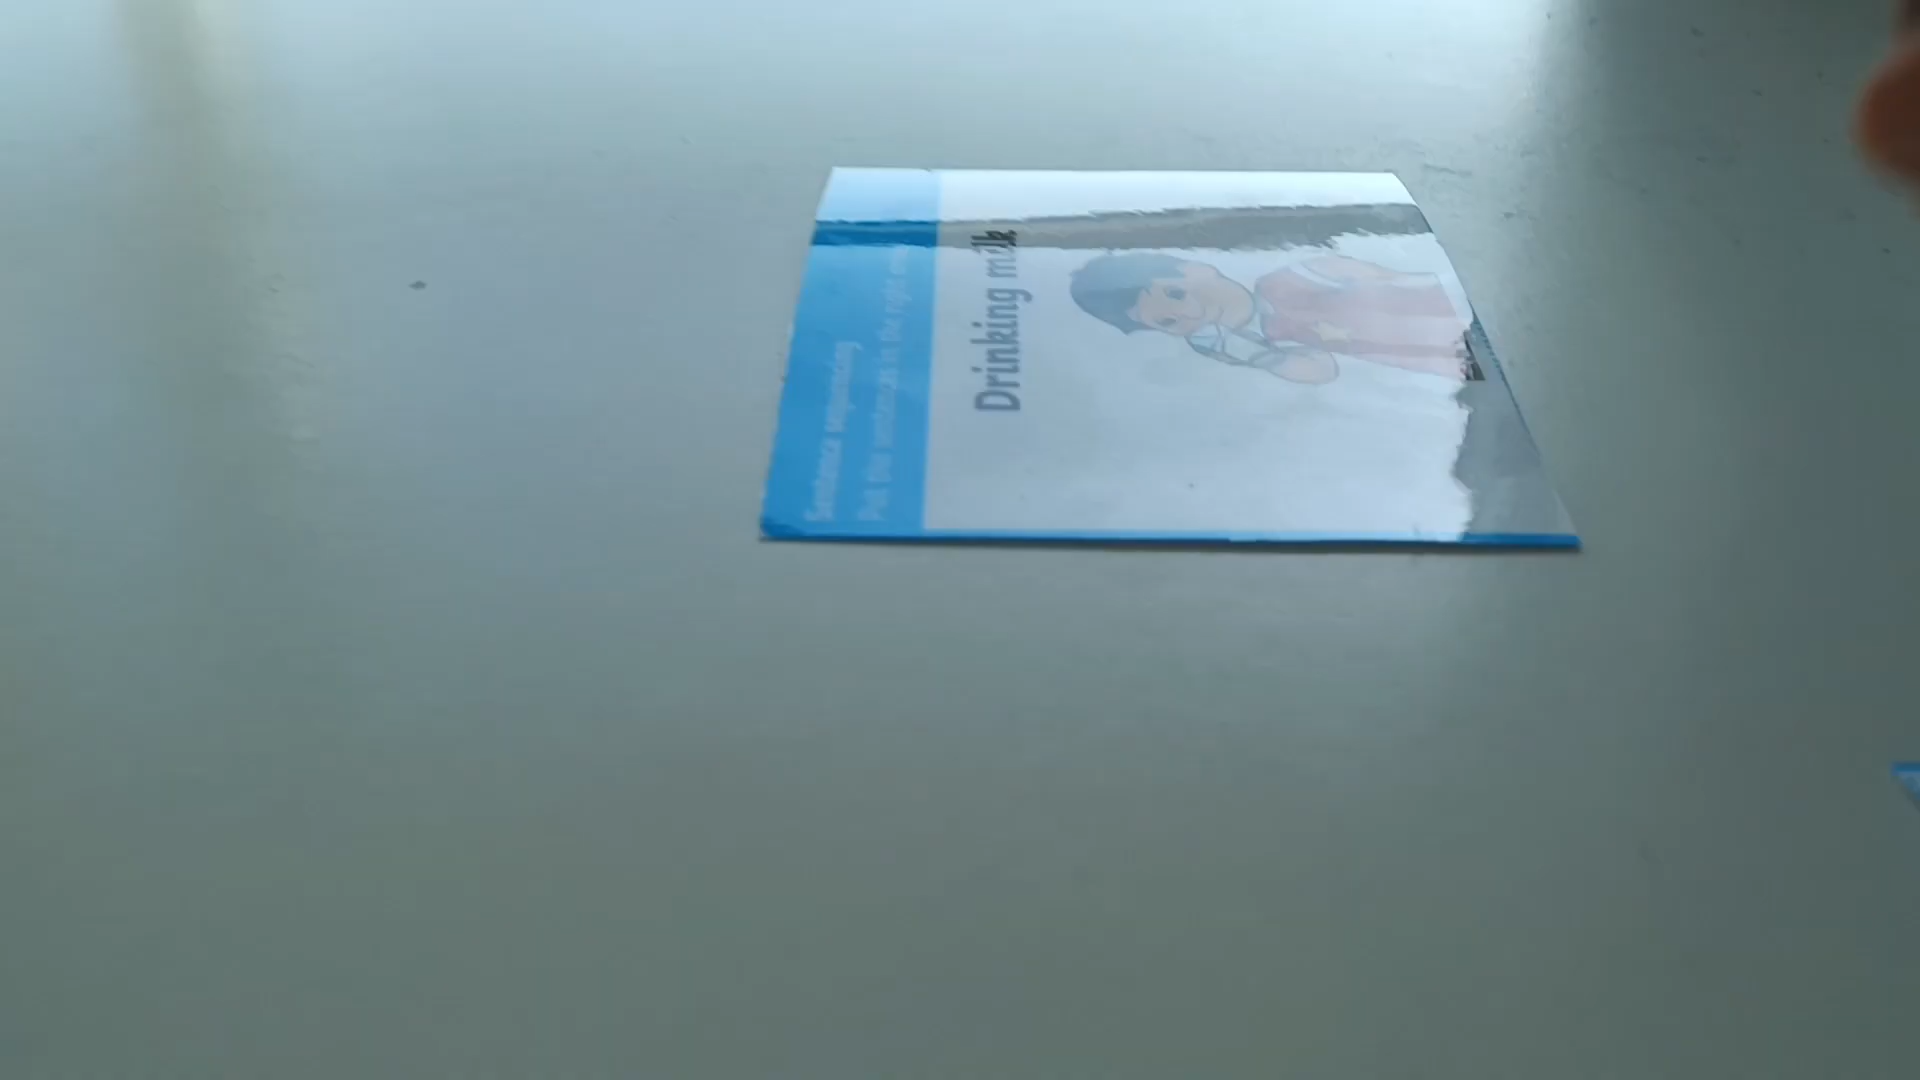 Sentence sequencing
Put the sentences in the right
Drinking milk